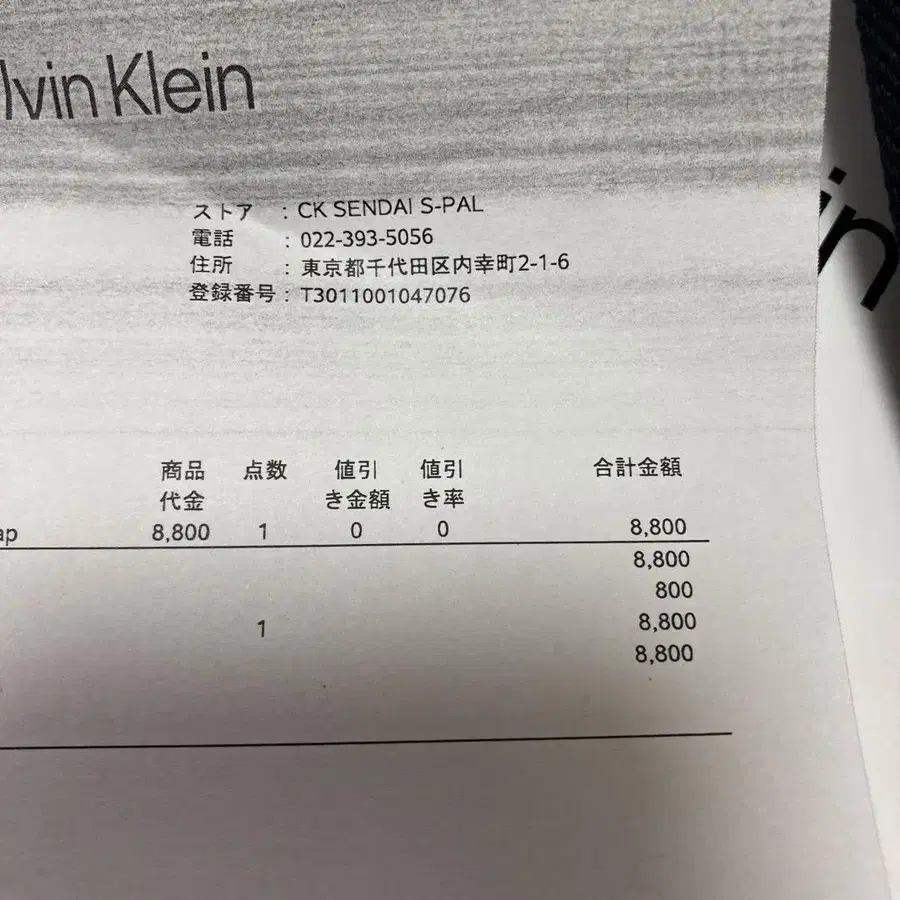 lvin Klein
ストア : CK SENDAI S-PAL
電話 : 022-393-5056
住所 : 東京都千代田区内幸町2-1-6
登録番号 : T3011001047076
in
商品代金 点数 値引き金額 値引き率 合計金額
ap 8,800 1 0 0 8,800
8,800
800
1 8,800
8,800